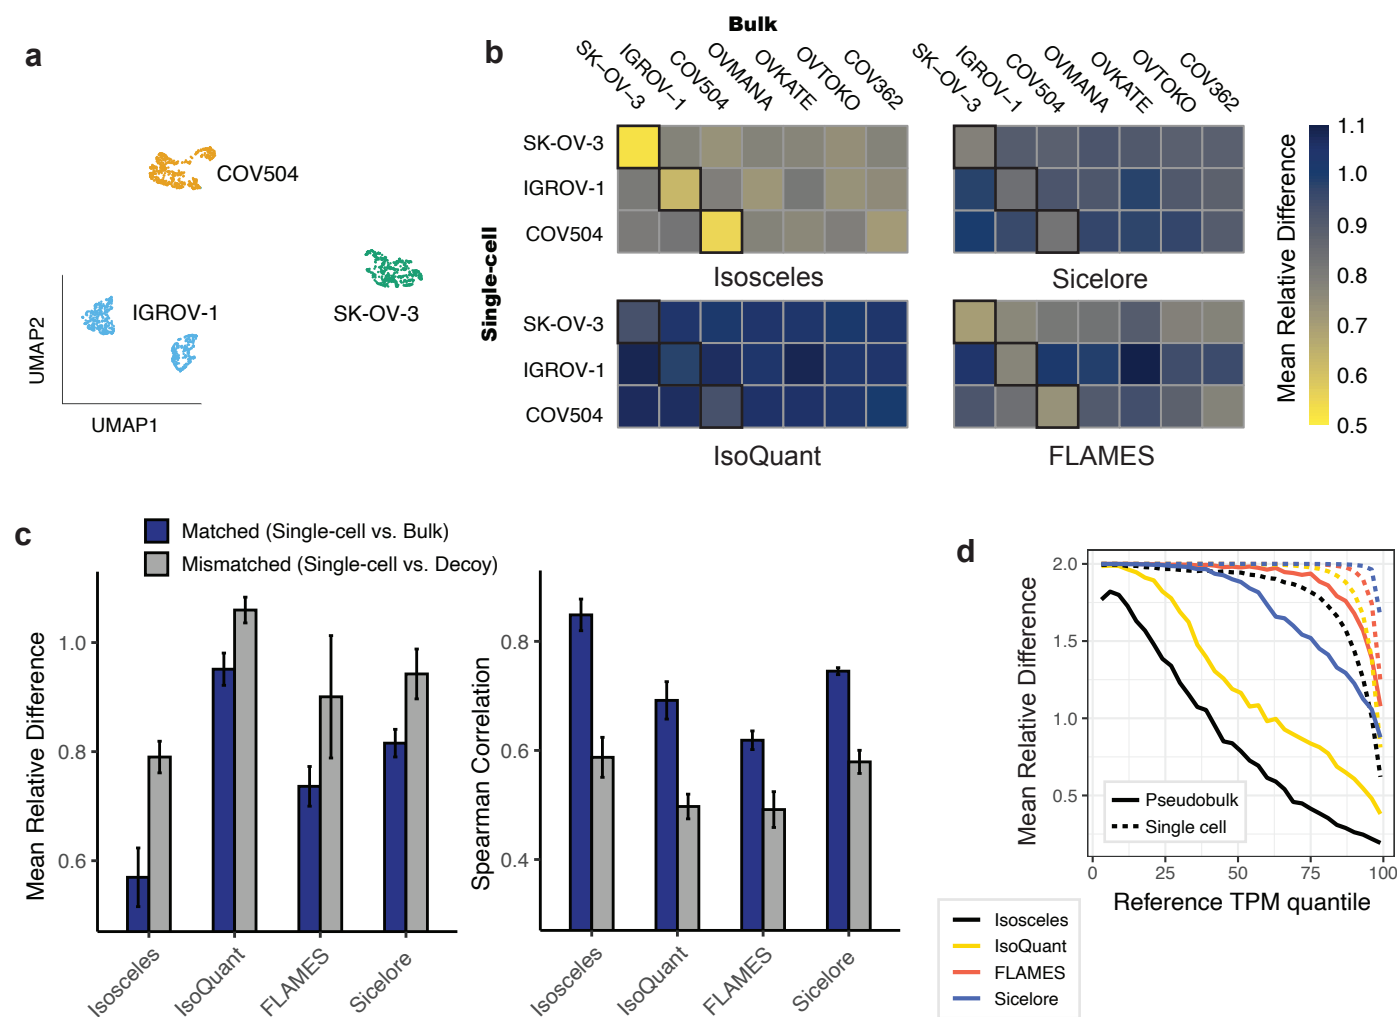 a
COV504
IGROV-1
SK-OV-3
UMAP2
UMAP1
b
Bulk
SK-OV-3
IGROV-1
COV504
OVMANA
OVKATE
OVTOKO
COV362
SK-OV-3
IGROV-1
COV504
OVMANA
OVKATE
OVTOKO
COV362
Single-cell
SK-OV-3
IGROV-1
COV504
Isosceles
Sicelore
SK-OV-3
IGROV-1
COV504
IsoQuant
FLAMES
Mean Relative Difference
1.1
1.0
0.9
0.8
0.7
0.6
0.5
c
Matched (Single-cell vs. Bulk)
Mismatched (Single-cell vs. Decoy)
Mean Relative Difference
1.0
0.8
0.6
Isosceles
IsoQuant
FLAMES
Sicelore
Spearman Correlation
0.8
0.6
0.4
Isosceles
IsoQuant
FLAMES
Sicelore
d
Mean Relative Difference
2.0
1.5
1.0
0.5
Pseudobulk
Single cell
0
25
50
75
100
Reference TPM quantile
Isosceles
IsoQuant
FLAMES
Sicelore